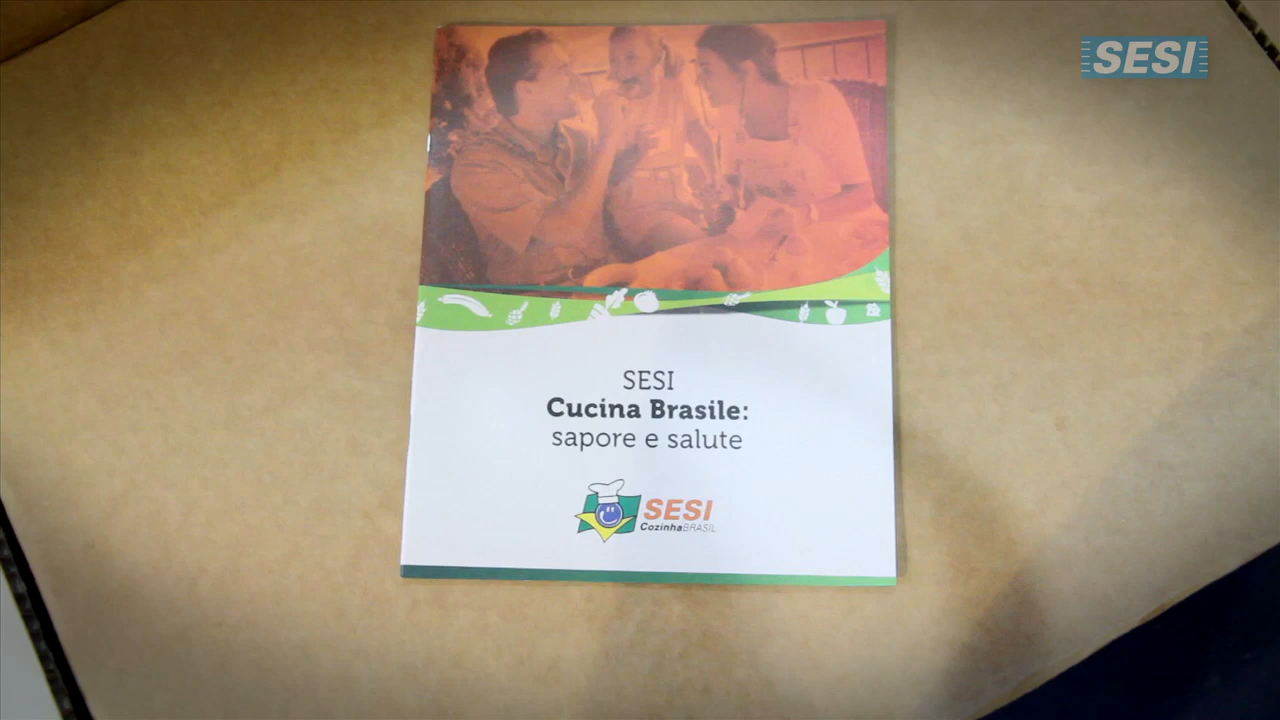 SESI
SESI
Cucina Brasile:
sapore e salute
SESI
CozinhaBRASIL